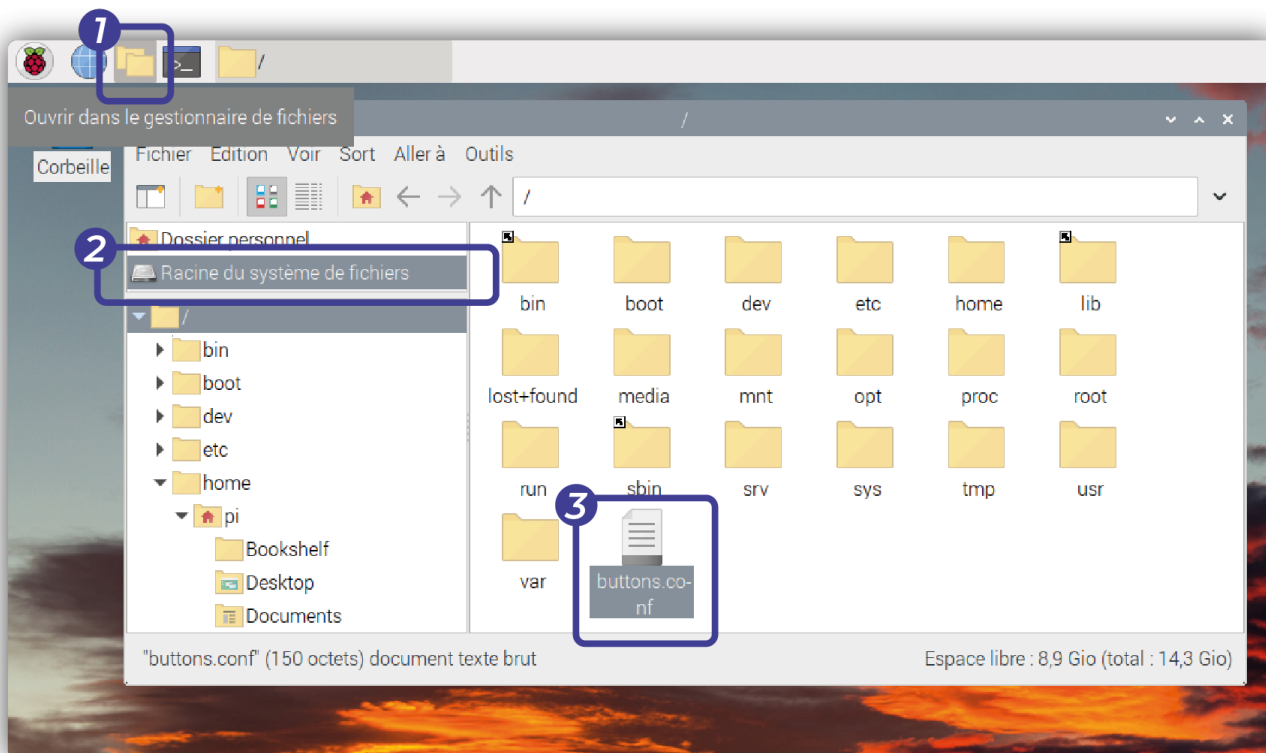 1
/
Ouvrir dans le gestionnaire de fichiers
/
Corbeille
Fichier Edition Voir Sort Aller à Outils
/
2
Dossier personnel
Racine du système de fichiers
/
bin
boot
dev
etc
home
pi
Bookshelf
Desktop
Documents
bin boot dev etc home lib
lost+found media mnt opt proc root
run sbin srv sys tmp usr
3
var buttons.co-
nf
"buttons.conf" (150 octets) document texte brut Espace libre : 8,9 Gio (total : 14,3 Gio)